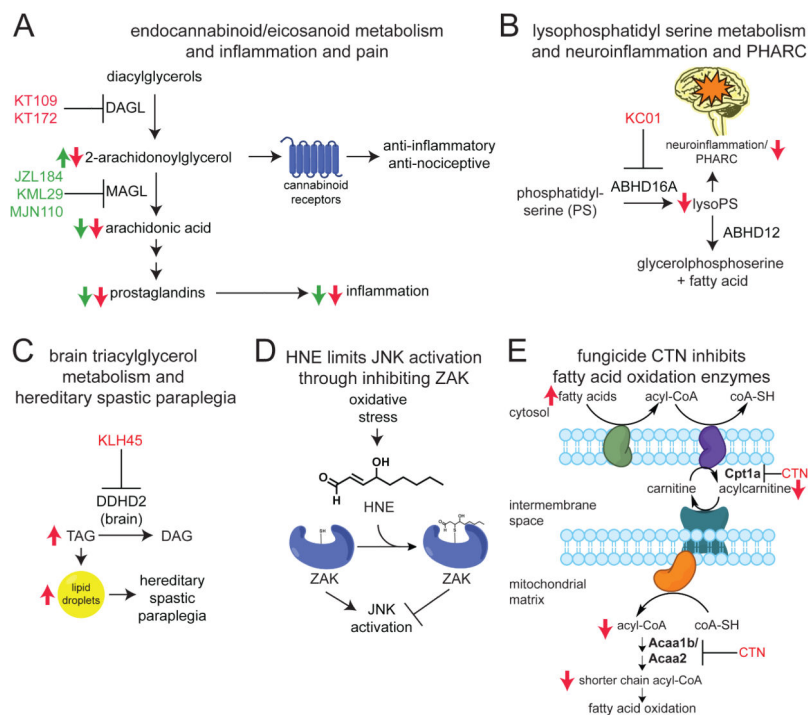 A
endocannabinoid/eicosanoid metabolism
and inflammation and pain
diacylglycerols
KT109
KT172
DAGL
2-arachidonoylglycerol
cannabinoid
receptors
anti-inflammatory
anti-nociceptive
JZL184
KML29
MJN110
MAGL
arachidonic acid
prostaglandins
inflammation
B
lysophosphatidyl serine metabolism
and neuroinflammation and PHARC
KC01
neuroinflammation/
PHARC
phosphatidyl-
serine (PS)
ABHD16A
lysoPS
ABHD12
glycerolphosphoserine
+ fatty acid
C
brain triacylglycerol
metabolism and
hereditary spastic paraplegia
KLH45
DDHD2
(brain)
TAG
DAG
lipid
droplets
hereditary
spastic
paraplegia
D
HNE limits JNK activation
through inhibiting ZAK
oxidative
stress
OH
O
H
HNE
SH
ZAK
ZAK
JNK
activation
E
fungicide CTN inhibits
fatty acid oxidation enzymes
fatty acids
acyl-CoA
coA-SH
cytosol
Cpt1a
CTN
carnitine
acylcarnitine
intermembrane
space
mitochondrial
matrix
acyl-CoA
coA-SH
Acaa1b/
Acaa2
CTN
shorter chain acyl-CoA
fatty acid oxidation